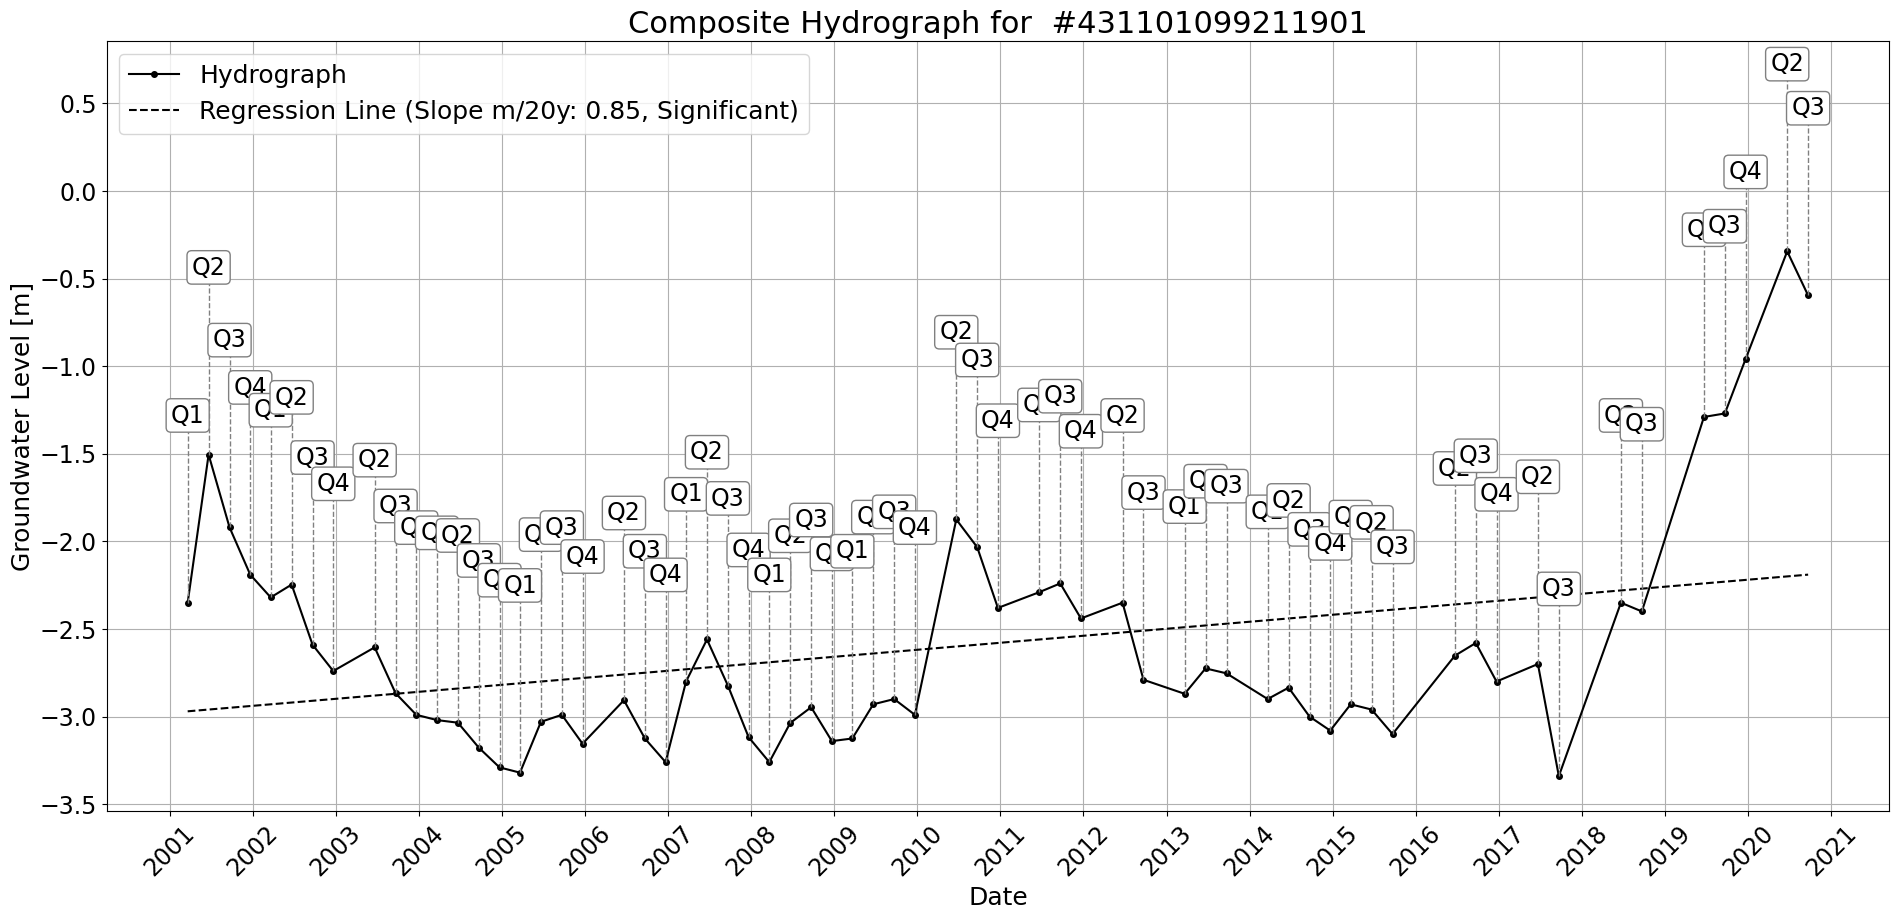 Composite Hydrograph for #431101099211901
Hydrograph
Regression Line (Slope m/20y: 0.85, Significant)
Groundwater Level [m]
0.5
0.0
−0.5
−1.0
−1.5
−2.0
−2.5
−3.0
−3.5
Q1
Q2
Q3
Q4
Q2
Q3
Q4
Q2
Q3
Q2
Q3
Q1
Q3
Q4
Q2
Q3
Q4
Q1
Q2
Q3
Q4
Q1
Q3
Q1
Q3
Q4
Q2
Q3
Q4
Q3
Q4
Q2
Q3
Q1
Q3
Q2
Q4
Q2
Q3
Q2
Q3
Q4
Q2
Q3
Q3
Q3
Q4
Q2
Q3
2001
2002
2003
2004
2005
2006
2007
2008
2009
2010
2011
2012
2013
2014
2015
2016
2017
2018
2019
2020
2021
Date